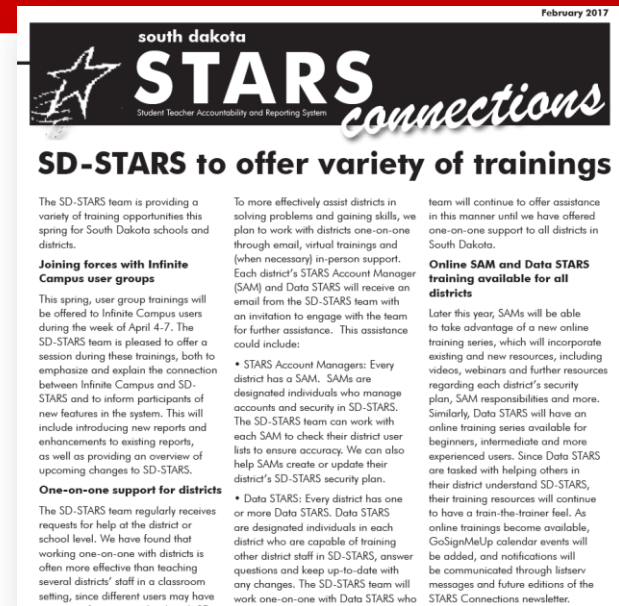 February 2017
south dakota
STARS
Student Teacher Accountability and Reporting System
connections
SD-STARS to offer variety of trainings
The SD-STARS team is providing a
variety of training opportunities this
spring for South Dakota schools and
districts.
Joining forces with Infinite
Campus user groups
This spring, user group trainings will
be offered to Infinite Campus users
during the week of April 4-7. The
SD-STARS team is pleased to offer a
session during these trainings, both to
emphasize and explain the connection
between Infinite Campus and SD-
STARS and to inform participants of
new features in the system. This will
include introducing new reports and
enhancements to existing reports,
as well as providing an overview of
upcoming changes to SD-STARS.
One-on-one support for districts
The SD-STARS team regularly receives
requests for help at the district or
school level. We have found that
working one-on-one with districts is
often more effective than teaching
several districts' staff in a classroom
setting, since different users may have
To more effectively assist districts in
solving problems and gaining skills, we
plan to work with districts one-on-one
through email, virtual trainings and
(when necessary) in-person support.
Each district's STARS Account Manager
(SAM) and Data STARS will receive an
email from the SD-STARS team with
an invitation to engage with the team
for further assistance. This assistance
could include:
• STARS Account Managers: Every
district has a SAM. SAMs are
designated individuals who manage
accounts and security in SD-STARS.
The SD-STARS team can work with
each SAM to check their district user
lists to ensure accuracy. We can also
help SAMs create or update their
district's SD-STARS security plan.
• Data STARS: Every district has one
or more Data STARS. Data STARS
are designated individuals in each
district who are capable of training
other district staff in SD-STARS, answer
questions and keep up-to-date with
any changes. The SD-STARS team will
work one-on-one with Data STARS who
team will continue to offer assistance
in this manner until we have offered
one-on-one support to all districts in
South Dakota.
Online SAM and Data STARS
training available for all
districts
Later this year, SAMs will be able
to take advantage of a new online
training series, which will incorporate
existing and new resources, including
videos, webinars and further resources
regarding each district's security
plan, SAM responsibilities and more.
Similarly, Data STARS will have an
online training series available for
beginners, intermediate and more
experienced users. Since Data STARS
are tasked with helping others in
their district understand SD-STARS,
their training resources will continue
to have a train-the-trainer feel. As
online trainings become available,
GoSignMeUp calendar events will
be added, and notifications will
be communicated through listserv
messages and future editions of the
STARS Connections newsletter.